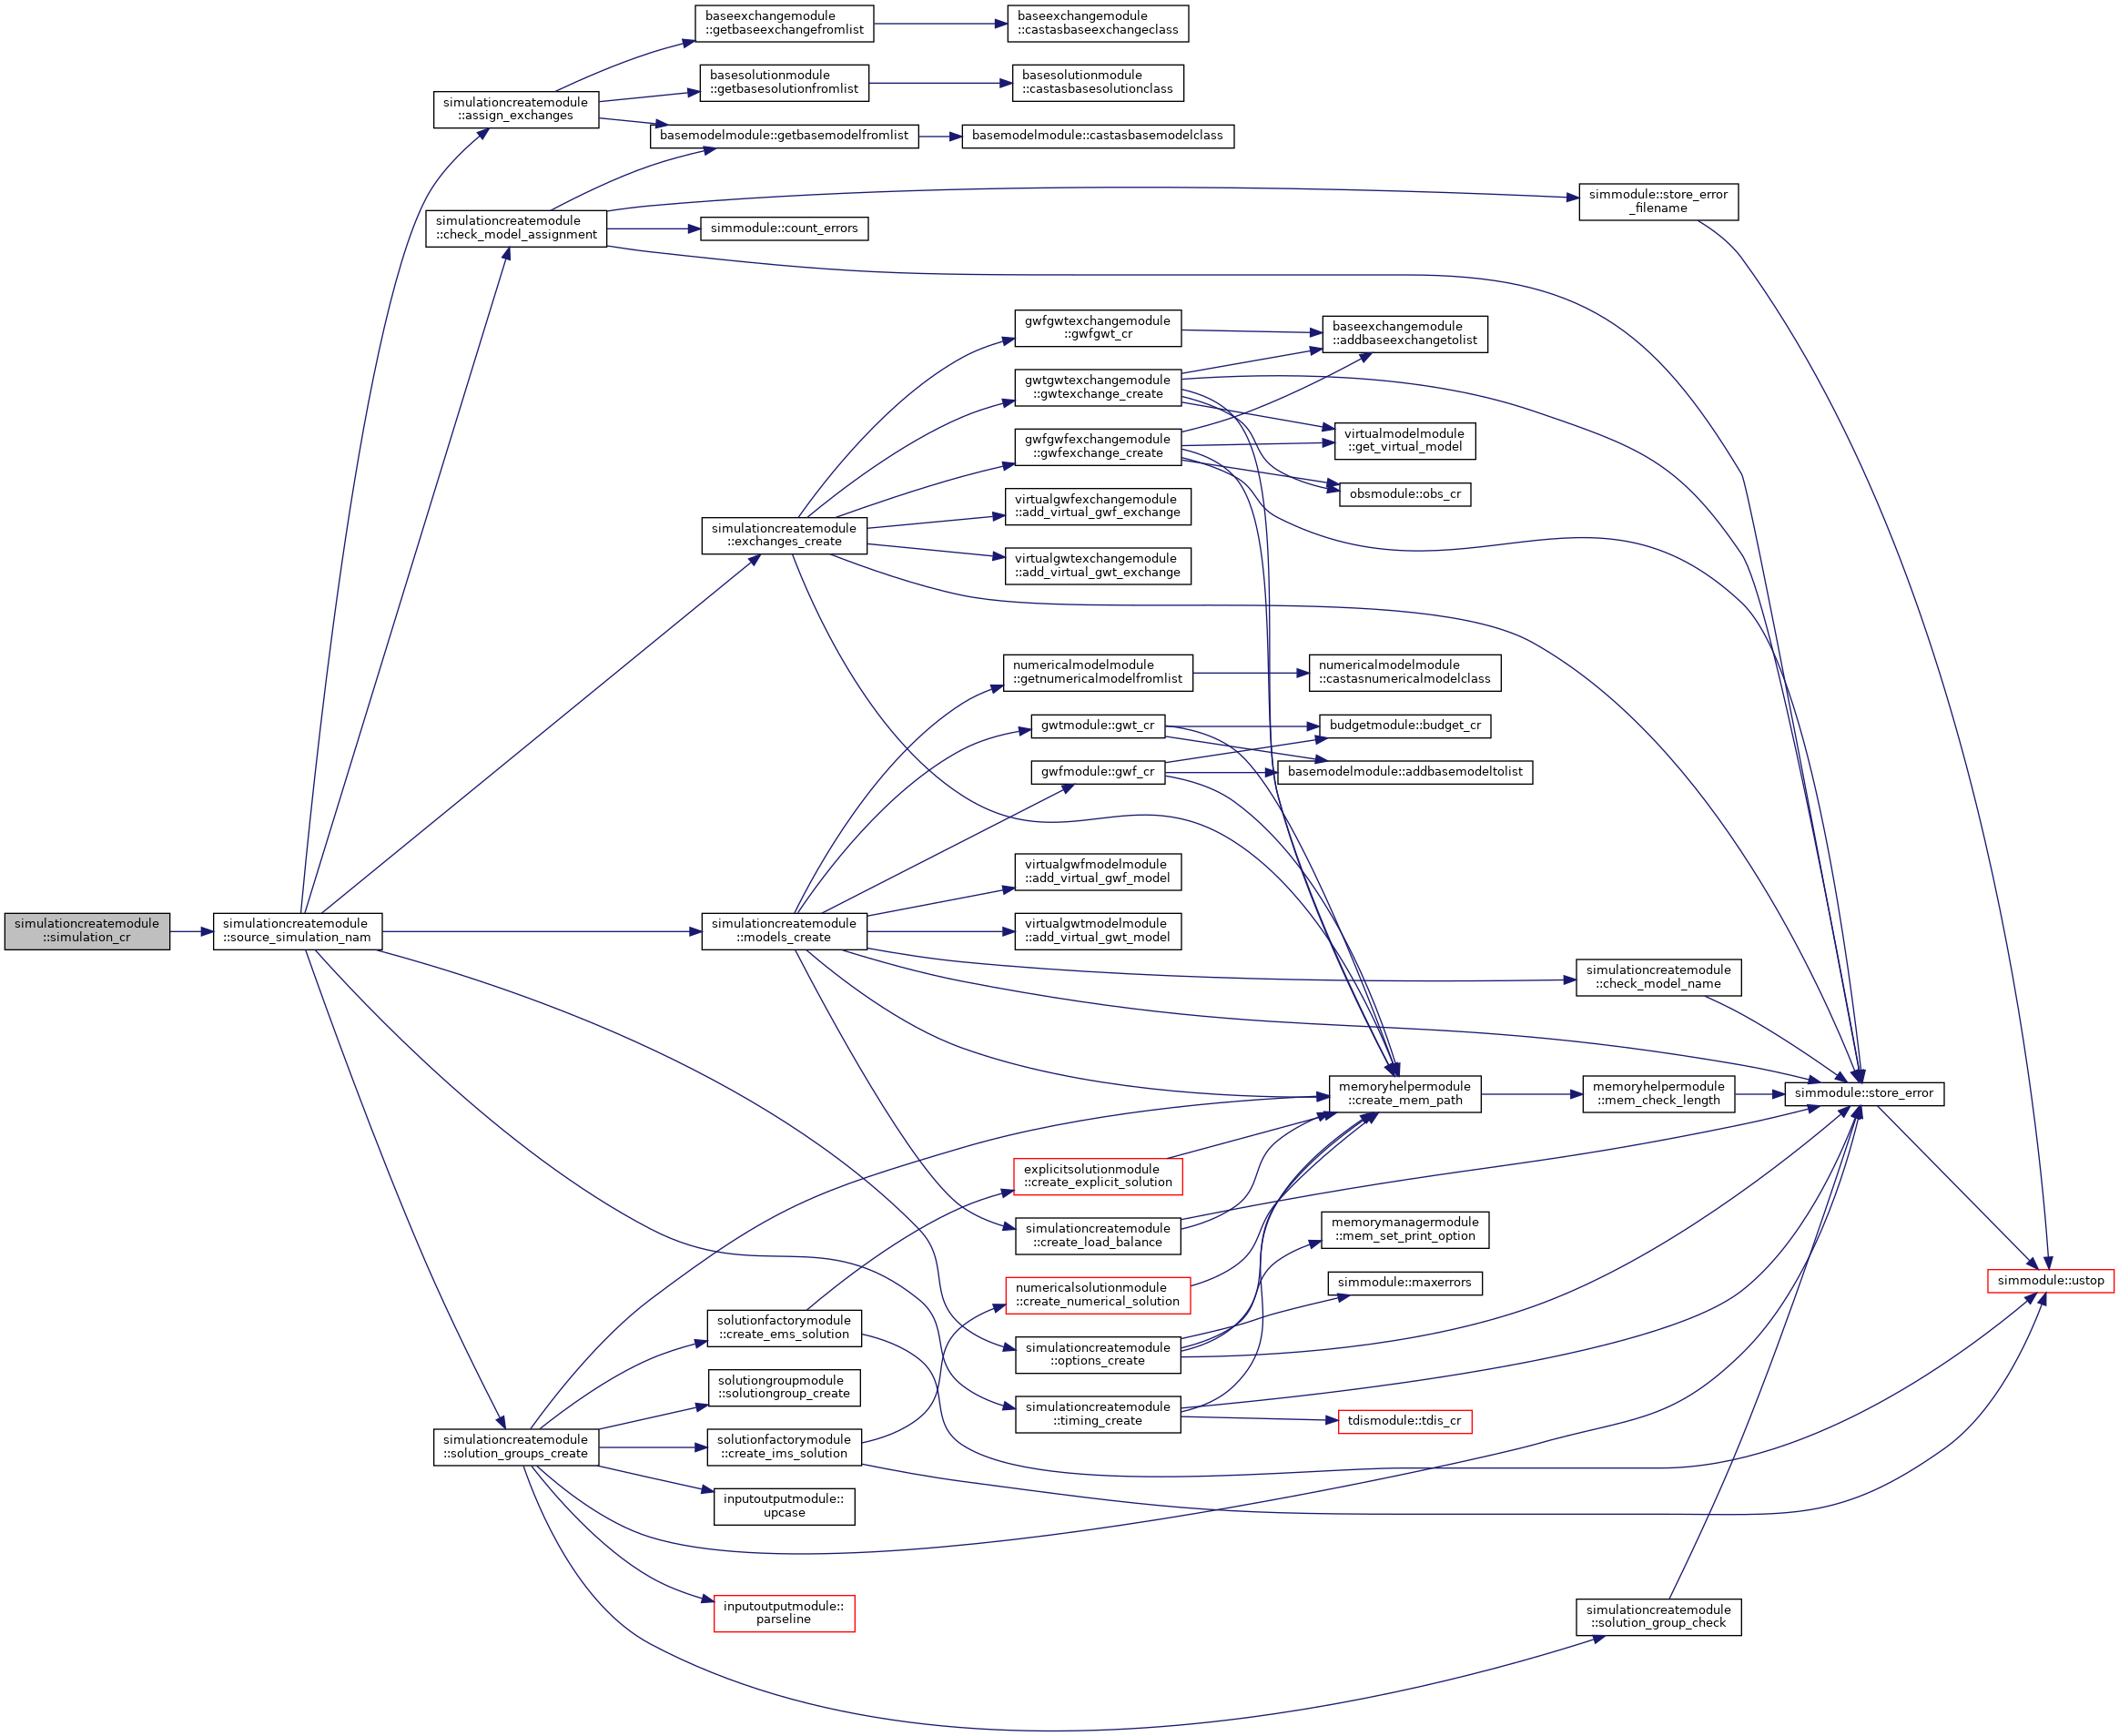 baseexchangemodule
::getbaseexchangefromlist
baseexchangemodule
::castasbaseexchangeclass
basesolutionmodule
::getbasesolutionfromlist
basesolutionmodule
::castasbasesolutionclass
simulationcreatemodule
::assign_exchanges
basemodelmodule::getbasemodelfromlist
basemodelmodule::castasbasemodelclass
simmodule::store_error
_filename
simulationcreatemodule
::check_model_assignment
simmodule::count_errors
gwfgwtexchangemodule
::gwfgwt_cr
baseexchangemodule
::addbaseexchangetolist
gwtgwtexchangemodule
::gwtexchange_create
gwfgwfexchangemodule
::gwfexchange_create
virtualmodelmodule
::get_virtual_model
obsmodule::obs_cr
virtualgwfexchangemodule
::add_virtual_gwf_exchange
simulationcreatemodule
::exchanges_create
virtualgwtexchangemodule
::add_virtual_gwt_exchange
numericalmodelmodule
::getnumericalmodelfromlist
numericalmodelmodule
::castasnumericalmodelclass
gwtmodule::gwt_cr
budgetmodule::budget_cr
gwfmodule::gwf_cr
basemodelmodule::addbasemodeltolist
virtualgwfmodelmodule
::add_virtual_gwf_model
simulationcreatemodule
::simulation_cr
simulationcreatemodule
::source_simulation_nam
simulationcreatemodule
::models_create
virtualgwtmodelmodule
::add_virtual_gwt_model
simulationcreatemodule
::check_model_name
memoryhelpermodule
::create_mem_path
memoryhelpermodule
::mem_check_length
simmodule::store_error
explicitsolutionmodule
::create_explicit_solution
simulationcreatemodule
::create_load_balance
memorymanagermodule
::mem_set_print_option
simmodule::ustop
numericalsolutionmodule
::create_numerical_solution
simmodule::maxerrors
solutionfactorymodule
::create_ems_solution
simulationcreatemodule
::options_create
solutiongroupmodule
::solutiongroup_create
simulationcreatemodule
::timing_create
tdismodule::tdis_cr
simulationcreatemodule
::solution_groups_create
solutionfactorymodule
::create_ims_solution
inputoutputmodule::
upcase
inputoutputmodule::
parseline
simulationcreatemodule
::solution_group_check